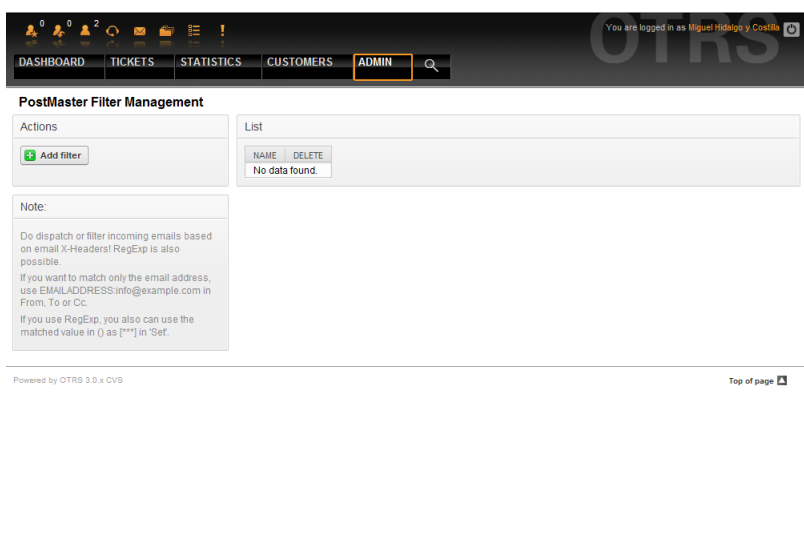 0 0 2
You are logged in as Miguel Hidalgo y Costilla
OTRS
DASHBOARD TICKETS STATISTICS CUSTOMERS ADMIN
PostMaster Filter Management
Actions
Add filter
List
NAME DELETE
No data found.
Note:
Do dispatch or filter incoming emails based
on email X-Headers! RegExp is also
possible.
If you want to match only the email address,
use EMAILADDRESS:info@example.com in
From, To or Cc.
If you use RegExp, you also can use the
matched value in () as [***] in 'Set'.
Powered by OTRS 3.0.x CVS
Top of page